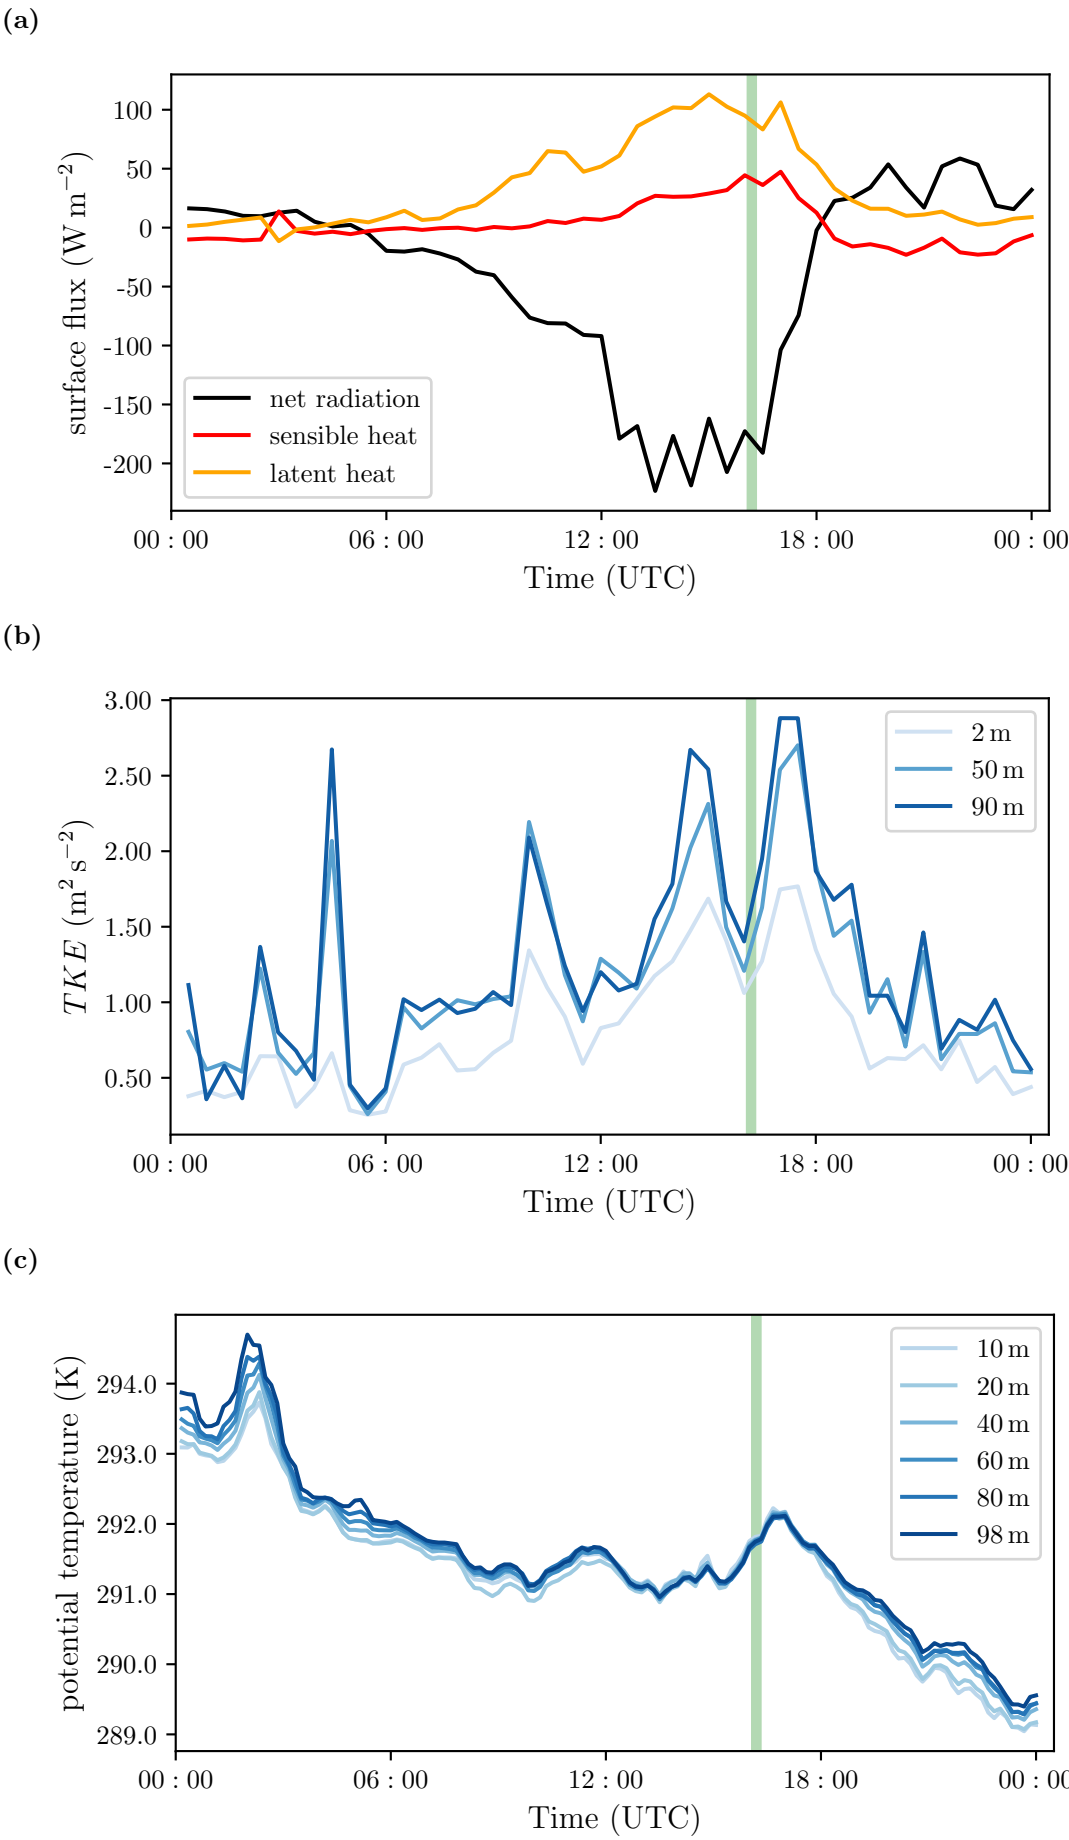 (a)
100
50
0
-50
-100
-150
-200
surface flux (W m−2)
net radiation
sensible heat
latent heat
00 : 00 06 : 00 12 : 00 18 : 00 00 : 00
Time (UTC)
(b)
3.00
2.50
2.00
1.50
1.00
0.50
TKE (m2 s−2)
2 m
50 m
90 m
00 : 00 06 : 00 12 : 00 18 : 00 00 : 00
Time (UTC)
(c)
294.0
293.0
292.0
291.0
290.0
289.0
potential temperature (K)
10 m
20 m
40 m
60 m
80 m
98 m
00 : 00 06 : 00 12 : 00 18 : 00 00 : 00
Time (UTC)